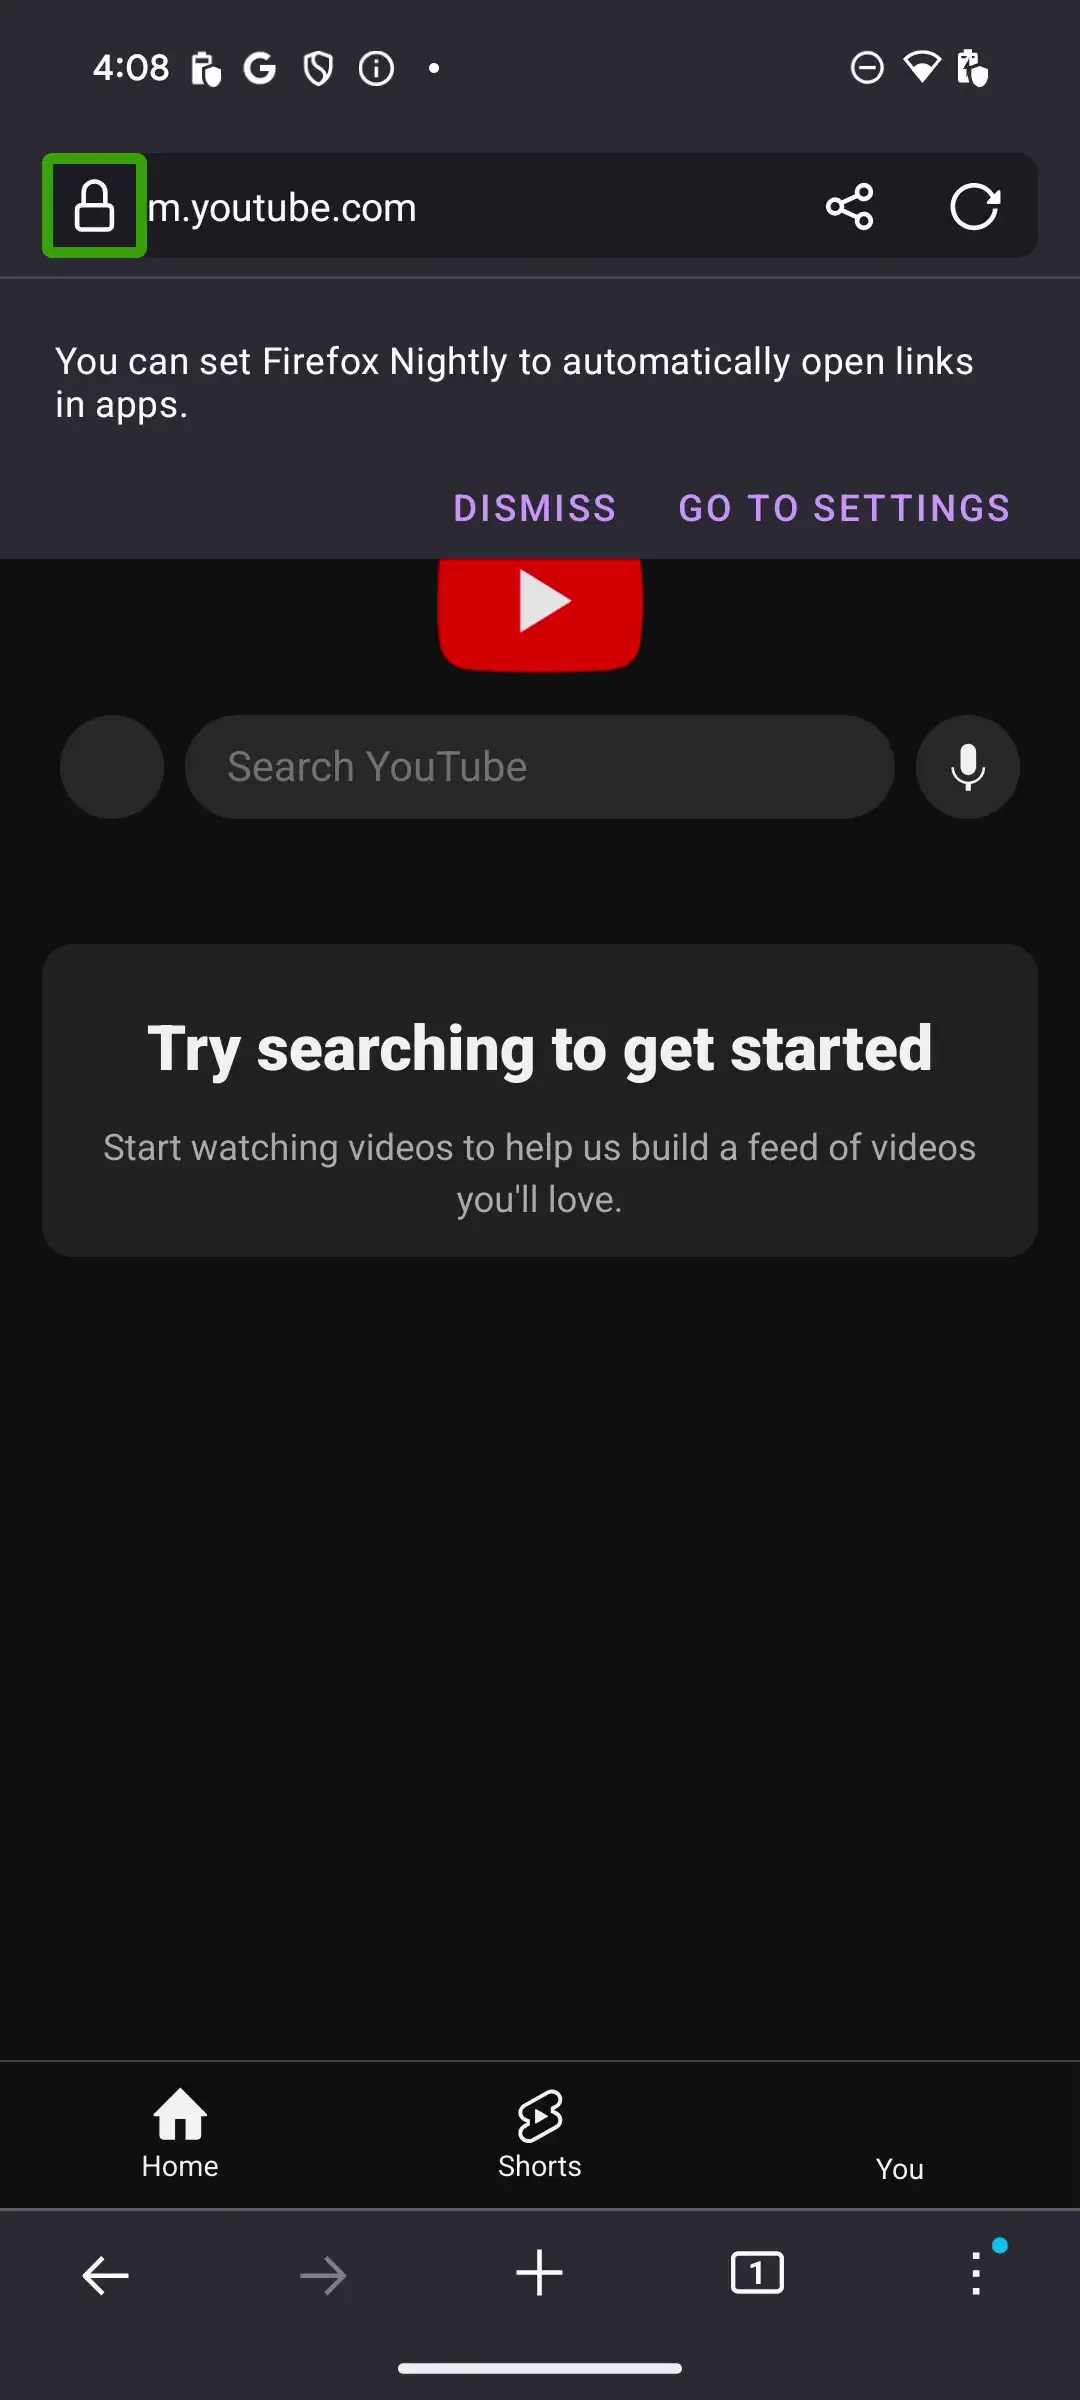 4:08
m.youtube.com
You can set Firefox Nightly to automatically open links
in apps.
DISMISS GO TO SETTINGS
Search YouTube
Try searching to get started
Start watching videos to help us build a feed of videos
you'll love.
Home Shorts You
1